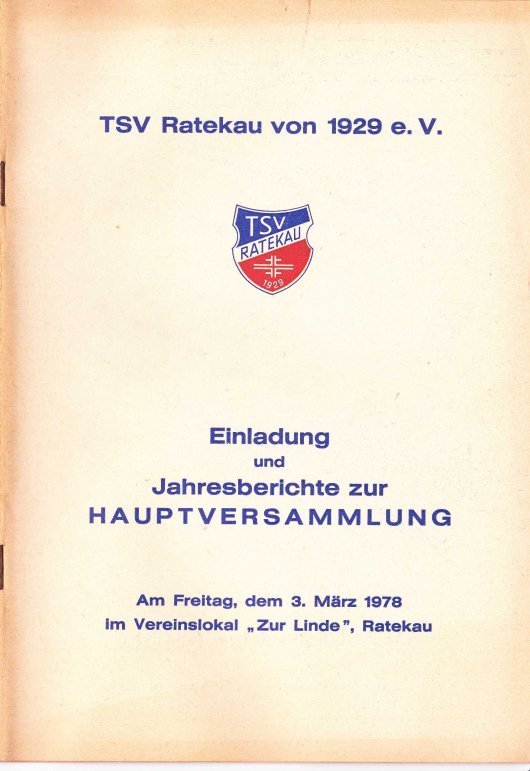 TSV Ratekau von 1929 e. V.
TSV
RATEKAU
1929
Einladung
und
Jahresberichte zur
HAUPTVERSAMMLUNG
Am Freitag, dem 3. März 1978
im Vereinslokal „Zur Linde”, Ratekau